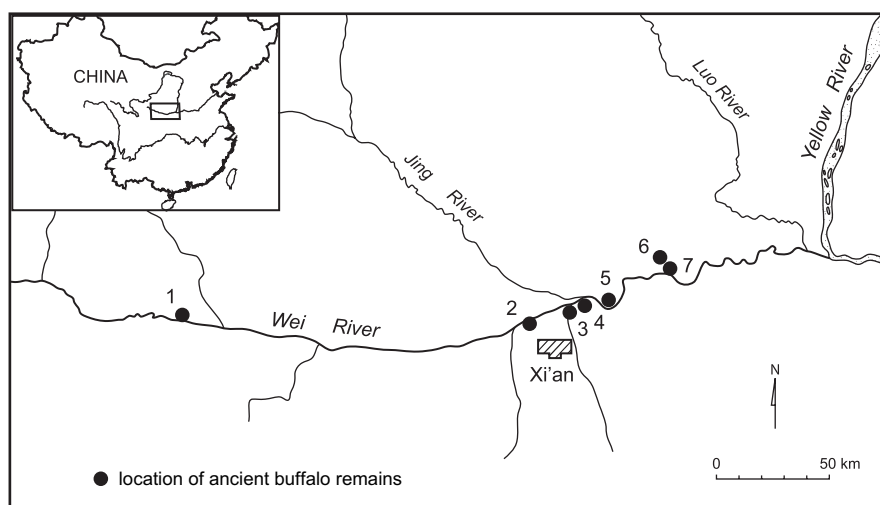 CHINA
Luo River
Yellow River
Jing River
6
7
5
1
2
4
3
Wei River
Xi'an
N
0 50 km
location of ancient buffalo remains